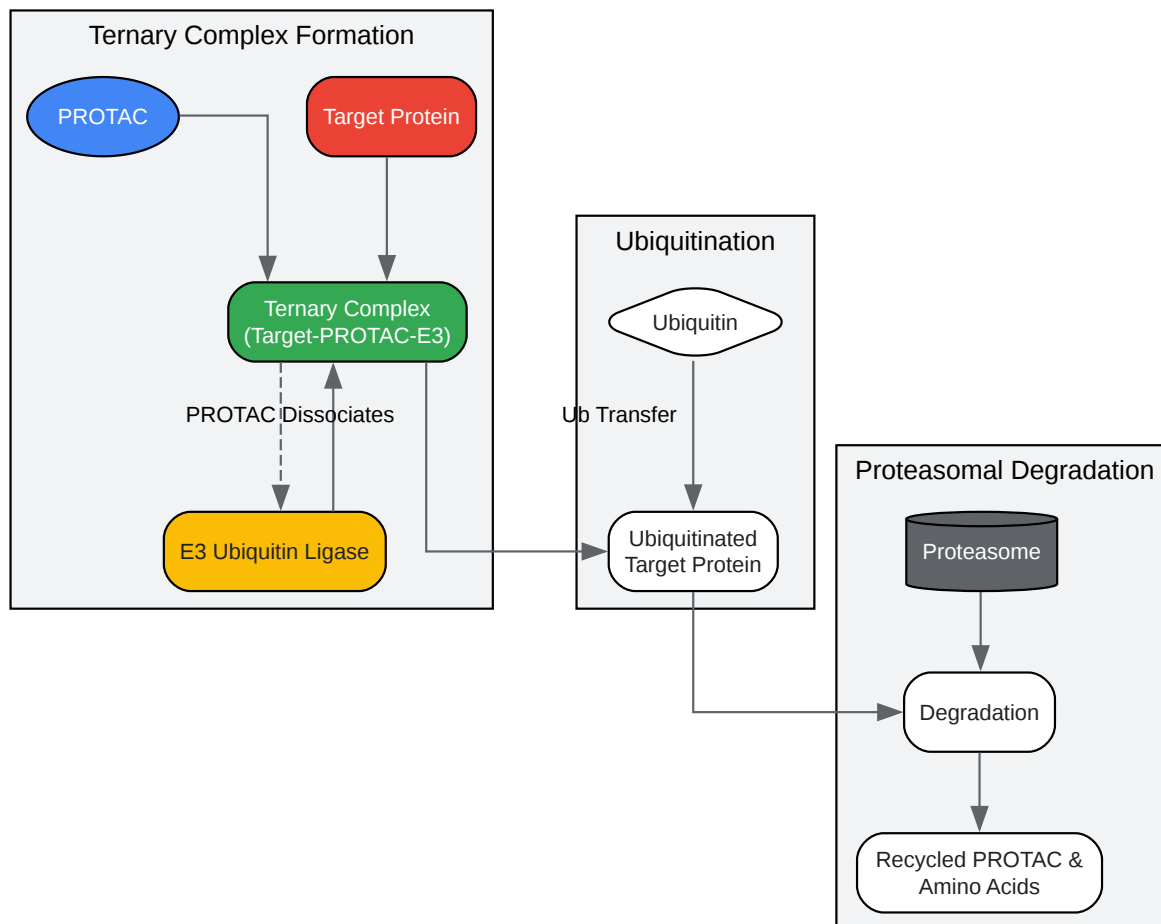 Ternary Complex Formation
PROTAC
Target Protein
Ternary Complex
(Target-PROTAC-E3)
PROTAC Dissociates
E3 Ubiquitin Ligase
Ubiquitination
Ubiquitin
Ub Transfer
Ubiquitinated
Target Protein
Proteasomal Degradation
Proteasome
Degradation
Recycled PROTAC &
Amino Acids